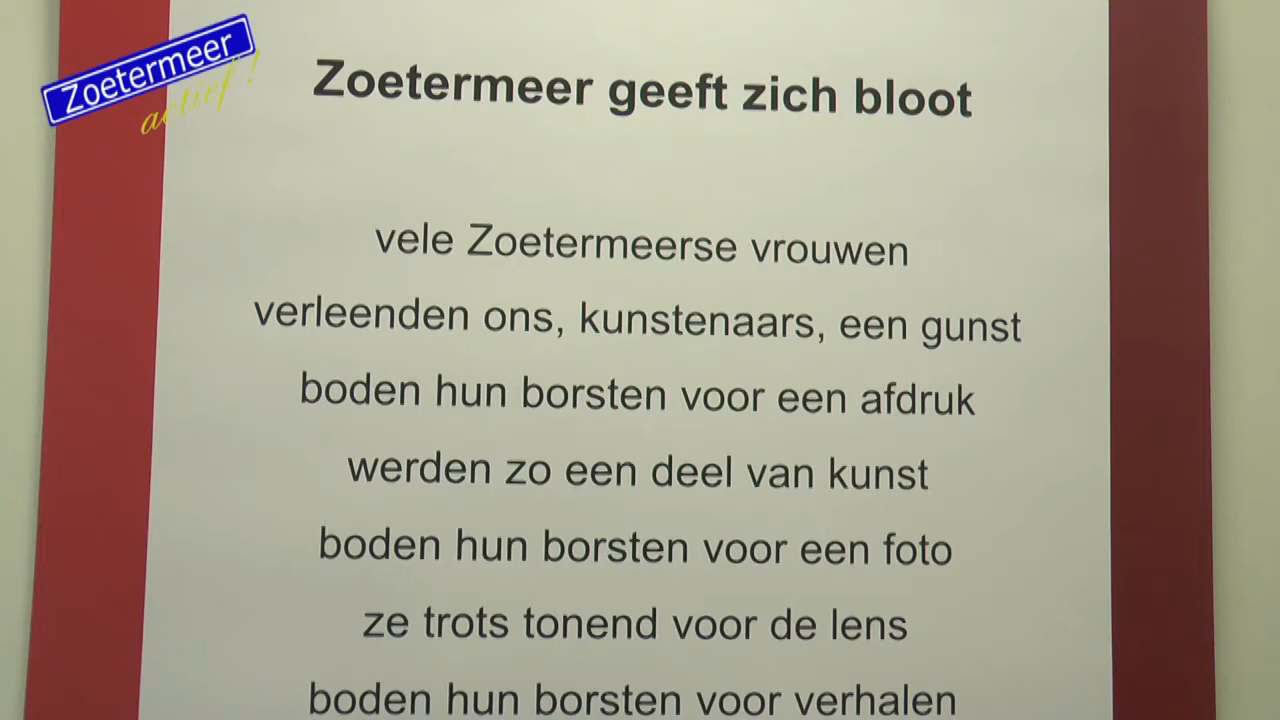 Zoetermeer
actief !
Zoetermeer geeft zich bloot
vele Zoetermeerse vrouwen
verleenden ons, kunstenaars, een gunst
boden hun borsten voor een afdruk
werden zo een deel van kunst
boden hun borsten voor een foto
ze trots tonend voor de lens
boden hun borsten voor verhalen